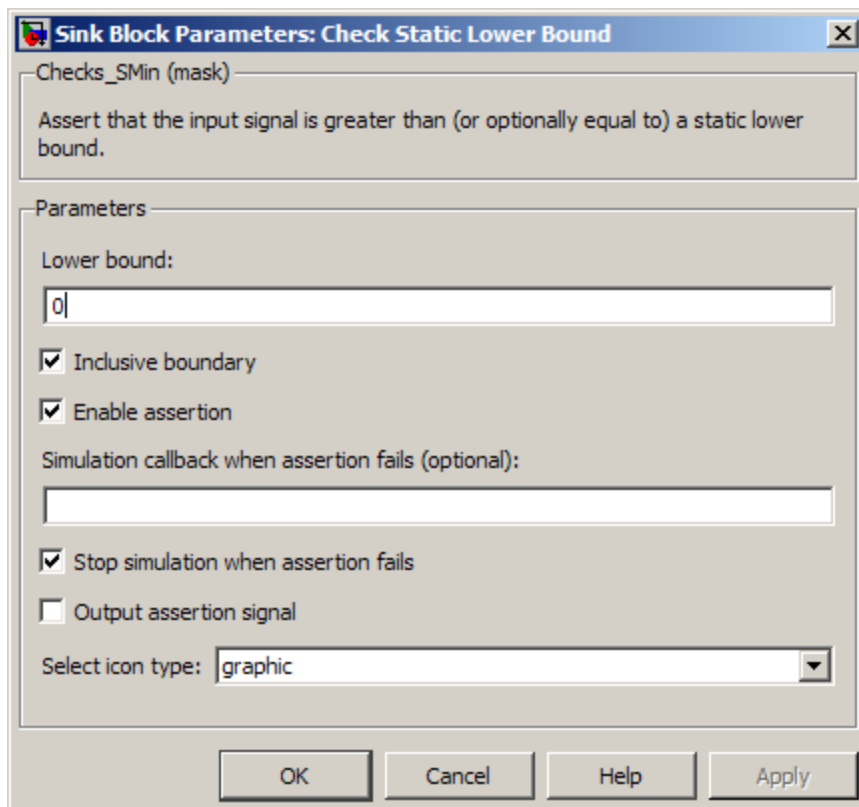 Sink Block Parameters: Check Static Lower Bound
Checks_SMin (mask)
Assert that the input signal is greater than (or optionally equal to) a static lower
bound.
Parameters
Lower bound:
0
Inclusive boundary
Enable assertion
Simulation callback when assertion fails (optional):
Stop simulation when assertion fails
Output assertion signal
Select icon type: graphic
OK Cancel Help Apply